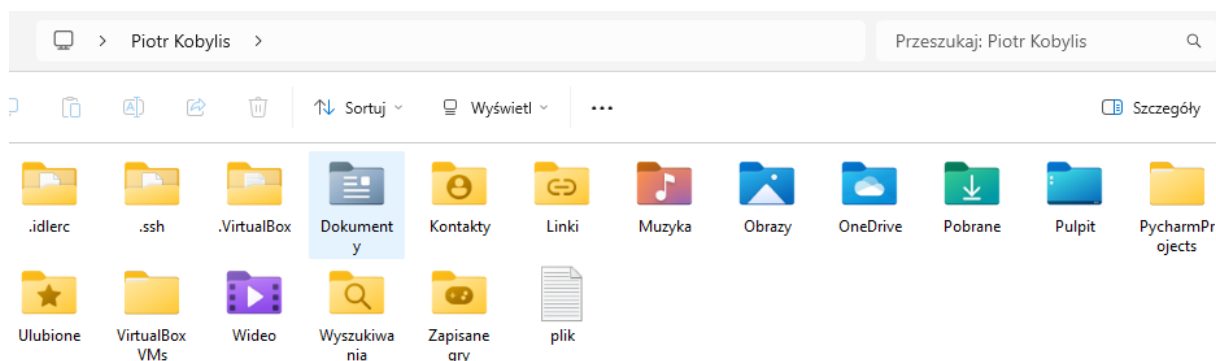 Piotr Kobylis
Przeszukaj: Piotr Kobylis
Sortuj
Wyświetl
Szczegóły
.idlerc
.ssh
.VirtualBox
Dokument
y
Kontakty
Linki
Muzyka
Obrazy
OneDrive
Pobrane
Pulpit
PycharmPr
ojects
Ulubione
VirtualBox
VMs
Wideo
Wyszukiwa
nia
Zapisane
gry
plik